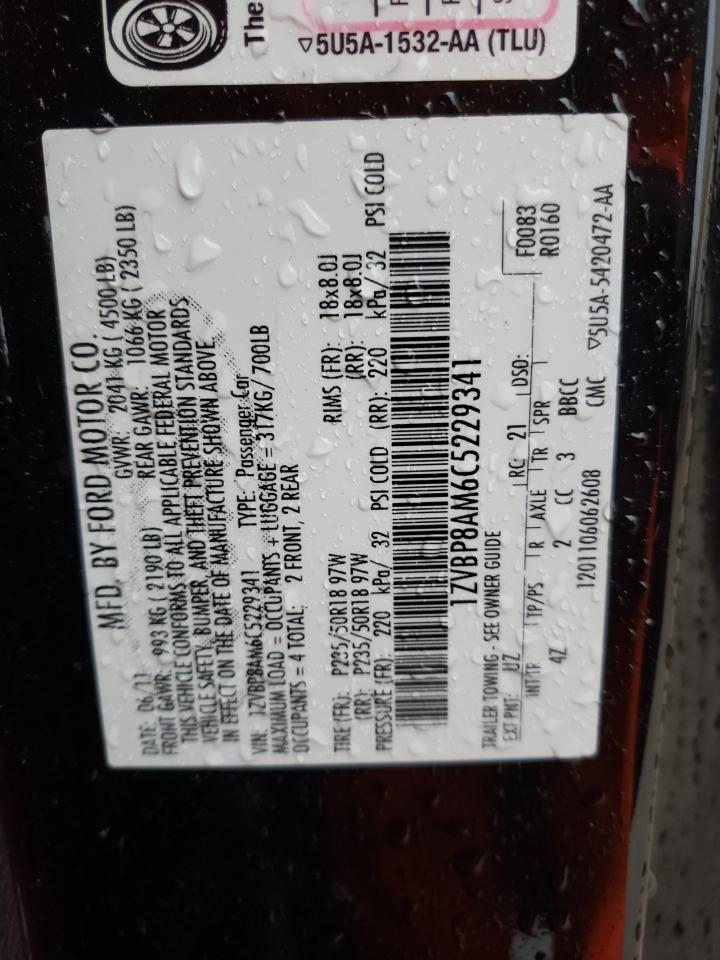 The
▽5U5A-1532-AA (TLU)
MFD. BY FORD MOTOR CO.
DATE: 06/11 GVWR: 2041 KG ( 4500 LB)
FRONT GAWR: 993 KG ( 2190 LB) REAR GAWR: 1066 KG ( 2350 LB)
THIS VEHICLE CONFORMS TO ALL APPLICABLE FEDERAL MOTOR
VEHICLE SAFETY, BUMPER, AND THEFT PREVENTION STANDARDS
IN EFFECT ON THE DATE OF MANUFACTURE SHOWN ABOVE.
VIN: 1ZVBP8AM6C5229341 TYPE: Passenger Car
MAXIMUM LOAD = OCCUPANTS + LUGGAGE = 317KG/ 700LB
OCCUPANTS = 4 TOTAL: 2 FRONT, 2 REAR
TIRE (FR): P235/50R18 97W RIMS (FR): 18x8.0J
(RR): P235/50R18 97W (RR): 18x8.0J
PRESSURE (FR): 220 kPa/ 32 PSI COLD (RR): 220 kPa/ 32 PSI COLD
1ZVBP8AM6C5229341
TRAILER TOWING - SEE OWNER GUIDE
EXT PNT: UZ RC: 21 DSO: F0083
R0160
INT TR TP/PS R AXLE TR SPR
4Z 2 CC 3 BBCC
1201106062608 CMC ▽5U5A-5420472-AA